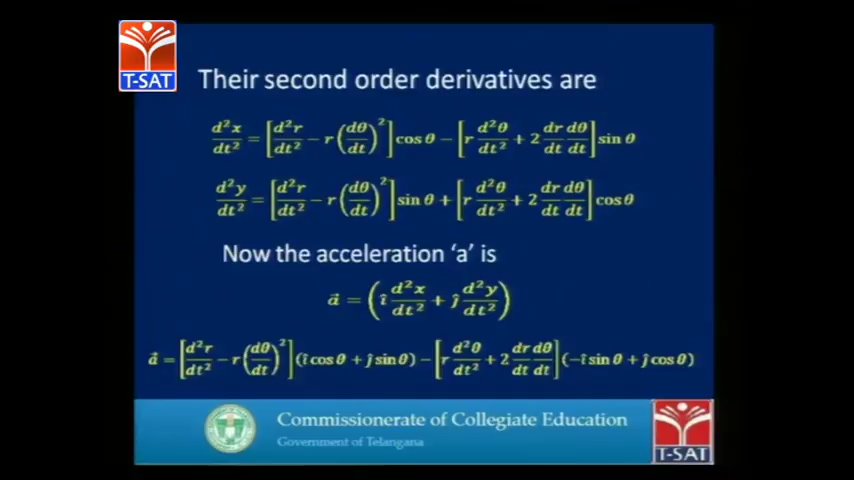 T-SAT
Their second order derivatives are
d²x/dt² = [d²r/dt² − r(dθ/dt)²] cos θ − [r d²θ/dt² + 2 dr/dt dθ/dt] sin θ
d²y/dt² = [d²r/dt² − r(dθ/dt)²] sin θ + [r d²θ/dt² + 2 dr/dt dθ/dt] cos θ
Now the acceleration ‘a’ is
a⃗ = (î d²x/dt² + ĵ d²y/dt²)
a⃗ = [d²r/dt² − r(dθ/dt)²](î cos θ + ĵ sin θ) − [r d²θ/dt² + 2 dr/dt dθ/dt](−î sin θ + ĵ cos θ)
Commissionerate of Collegiate Education
Government of Telangana
T-SAT